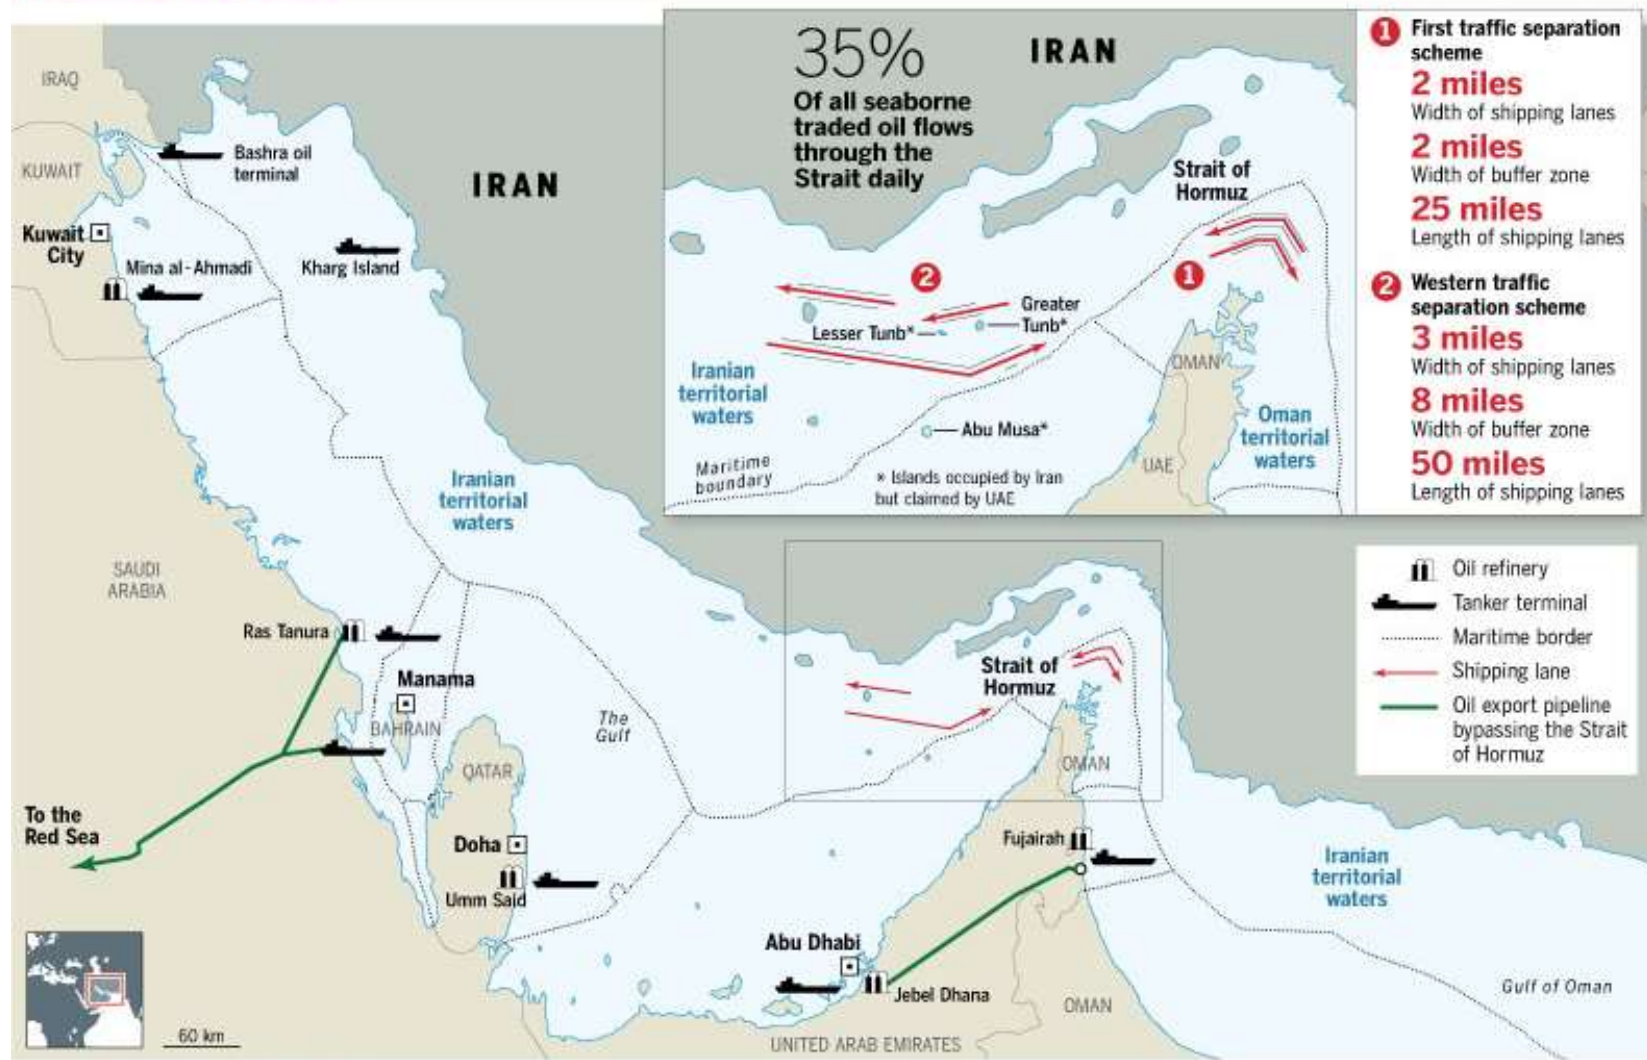 IRAQ
KUWAIT
Bashra oil
terminal
IRAN
Kuwait
City
Mina al-Ahmadi
Kharg Island
Iranian
territorial
waters
SAUDI
ARABIA
Ras Tanura
Manama
BAHRAIN
The
Gulf
QATAR
To the
Red Sea
Doha
Umm Said
Abu Dhabi
Jebel Dhana
UNITED ARAB EMIRATES
60 km
Strait of
Hormuz
OMAN
Fujairah
OMAN
Iranian
territorial
waters
Gulf of Oman
35%
Of all seaborne
traded oil flows
through the
Strait daily
IRAN
Strait of
Hormuz
2
1
Greater
Tunb*
Lesser Tunb*
Iranian
territorial
waters
OMAN
Abu Musa*
Oman
territorial
waters
Maritime
boundary
UAE
* Islands occupied by Iran
but claimed by UAE
1 First traffic separation
scheme
2 miles
Width of shipping lanes
2 miles
Width of buffer zone
25 miles
Length of shipping lanes
2 Western traffic
separation scheme
3 miles
Width of shipping lanes
8 miles
Width of buffer zone
50 miles
Length of shipping lanes
Oil refinery
Tanker terminal
Maritime border
Shipping lane
Oil export pipeline
bypassing the Strait
of Hormuz